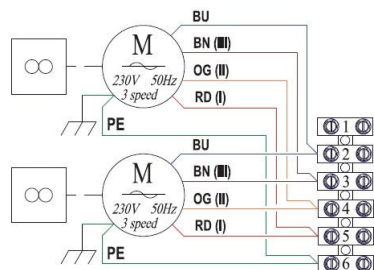 BU
M
BN (III)
230V 50Hz
OG (II)
3 speed
RD (I)
PE
1
BU
2
M
BN (III)
3
230V 50Hz
OG (II)
4
3 speed
RD (I)
5
PE
6